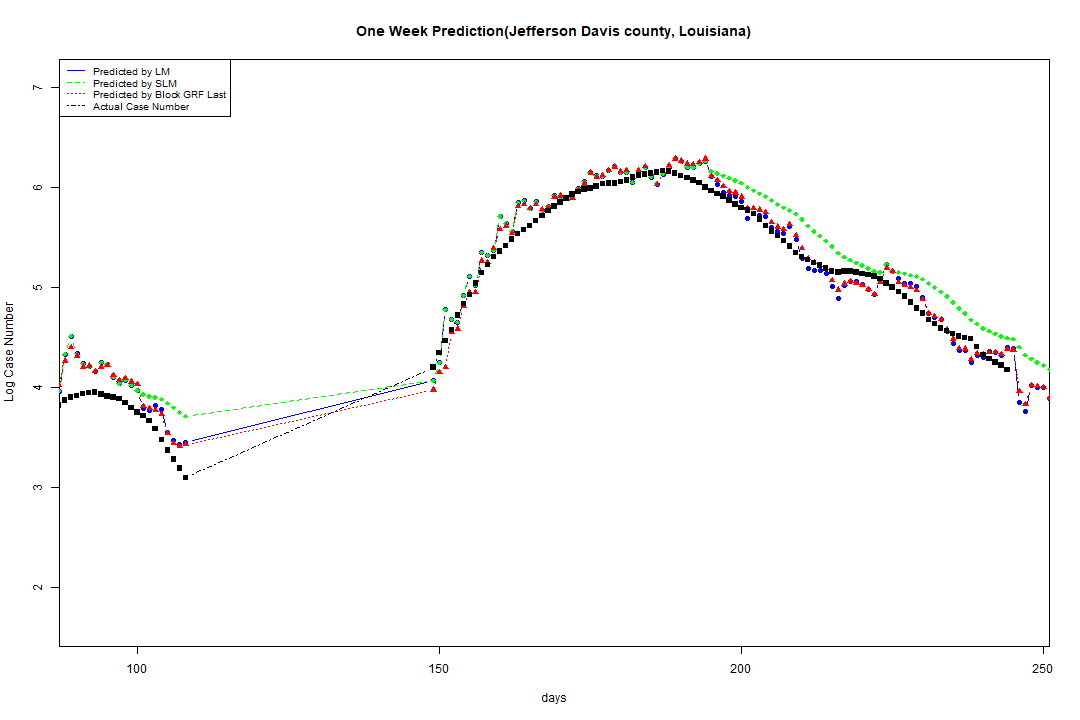 One Week Prediction(Jefferson Davis county, Louisiana)
Predicted by LM
Predicted by SLM
Predicted by Block GRF Last
Actual Case Number
7
6
5
4
3
2
Log Case Number
100
150
200
250
days